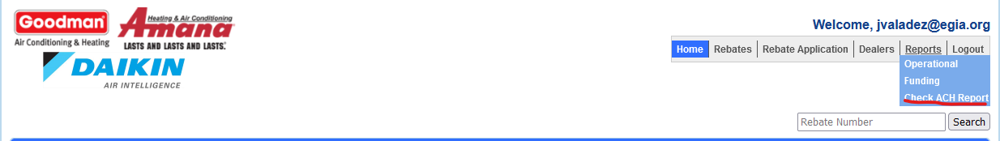 Goodman
Air Conditioning & Heating
Heating & Air Conditioning
Amana
LASTS AND LASTS AND LASTS.
DAIKIN
AIR INTELLIGENCE
Welcome, jvaladez@egia.org
Home Rebates Rebate Application Dealers Reports Logout
Operational
Funding
Check ACH Report
Rebate Number Search